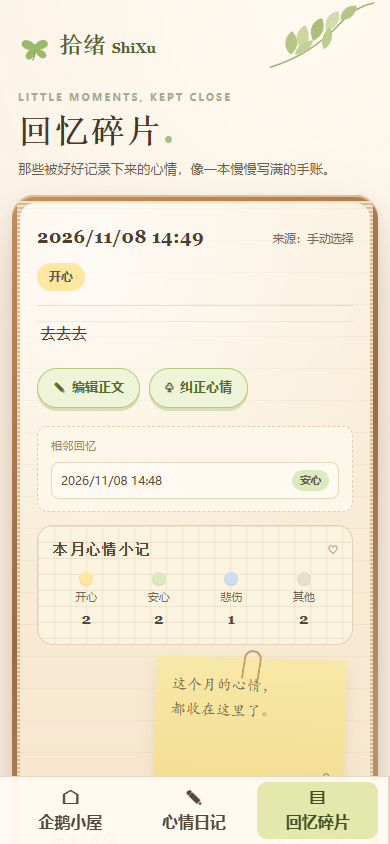 拾绪 ShiXu
LITTLE MOMENTS, KEPT CLOSE
回忆碎片.
那些被好好记录下来的心情，像一本慢慢写满的手账。
2026/11/08 14:49 来源：手动选择
开心
去去去
编辑正文 纠正心情
相邻回忆
2026/11/08 14:48 安心
本月心情小记
开心 安心 悲伤 其他
2 2 1 2
这个月的心情，
都收在这里了。
企鹅小屋 心情日记 回忆碎片